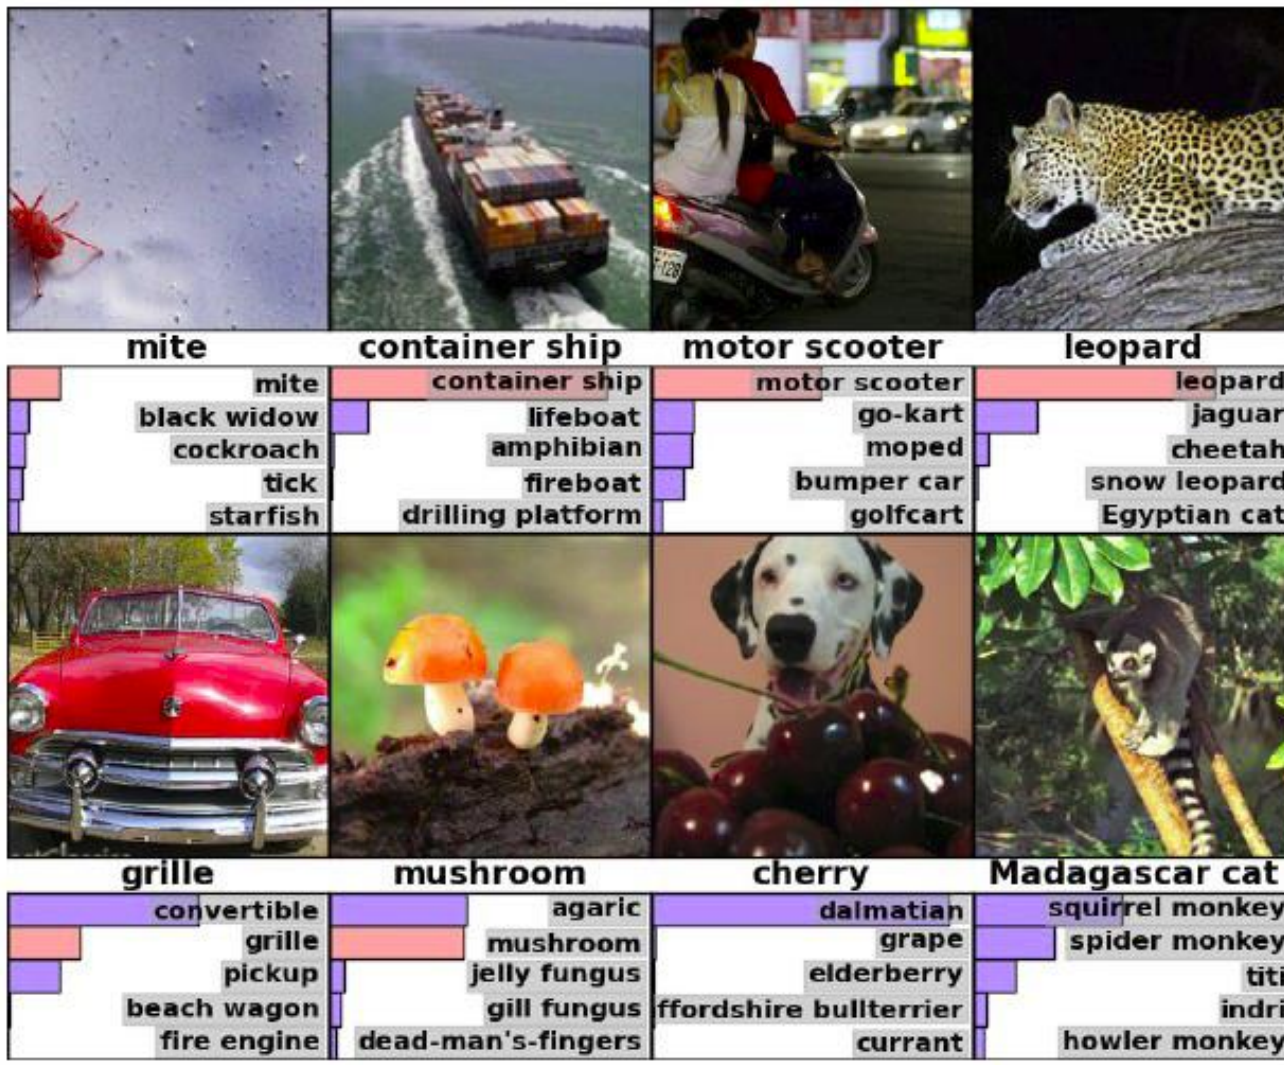 mite
container ship
motor scooter
leopard
mite
black widow
cockroach
tick
starfish
container ship
lifeboat
amphibian
fireboat
drilling platform
motor scooter
go-kart
moped
bumper car
golfcart
leopard
jaguar
cheetah
snow leopard
Egyptian cat
grille
mushroom
cherry
Madagascar cat
convertible
grille
pickup
beach wagon
fire engine
agaric
mushroom
jelly fungus
gill fungus
dead-man's-fingers
dalmatian
grape
elderberry
ffordshire bullterrier
currant
squirrel monkey
spider monkey
titi
indri
howler monkey